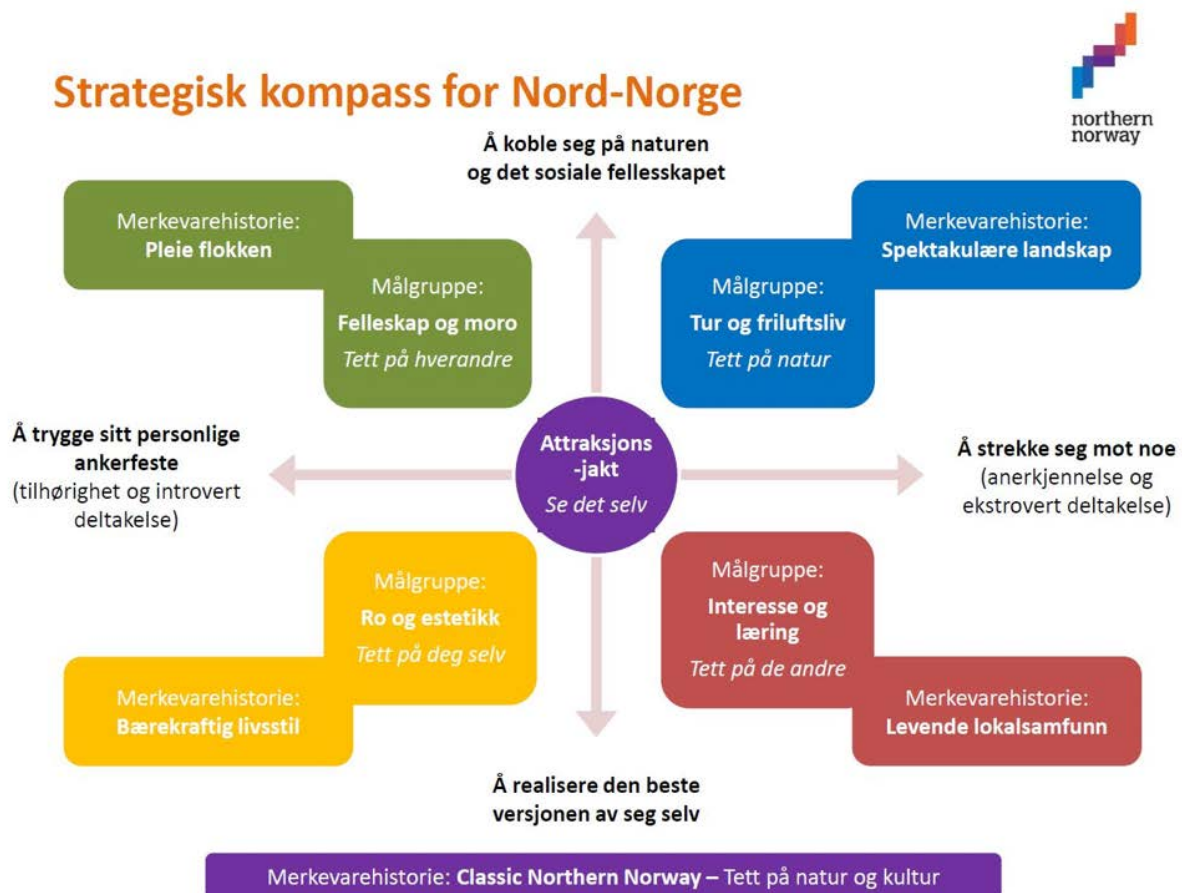 Strategisk kompass for Nord-Norge
northern
norway
Å koble seg på naturen
og det sosiale fellesskapet
Merkevarehistorie:
Pleie flokken
Målgruppe:
Felleskap og moro
Tett på hverandre
Målgruppe:
Tur og friluftsliv
Tett på natur
Merkevarehistorie:
Spektakulære landskap
Å trygge sitt personlige
ankerfeste
(tilhørighet og introvert
deltakelse)
Attraksjons
-jakt
Se det selv
Å strekke seg mot noe
(anerkjennelse og
ekstrovert deltakelse)
Målgruppe:
Ro og estetikk
Tett på deg selv
Merkevarehistorie:
Bærekraftig livsstil
Målgruppe:
Interesse og
læring
Tett på de andre
Merkevarehistorie:
Levende lokalsamfunn
Å realisere den beste
versjonen av seg selv
Merkevarehistorie: Classic Northern Norway – Tett på natur og kultur